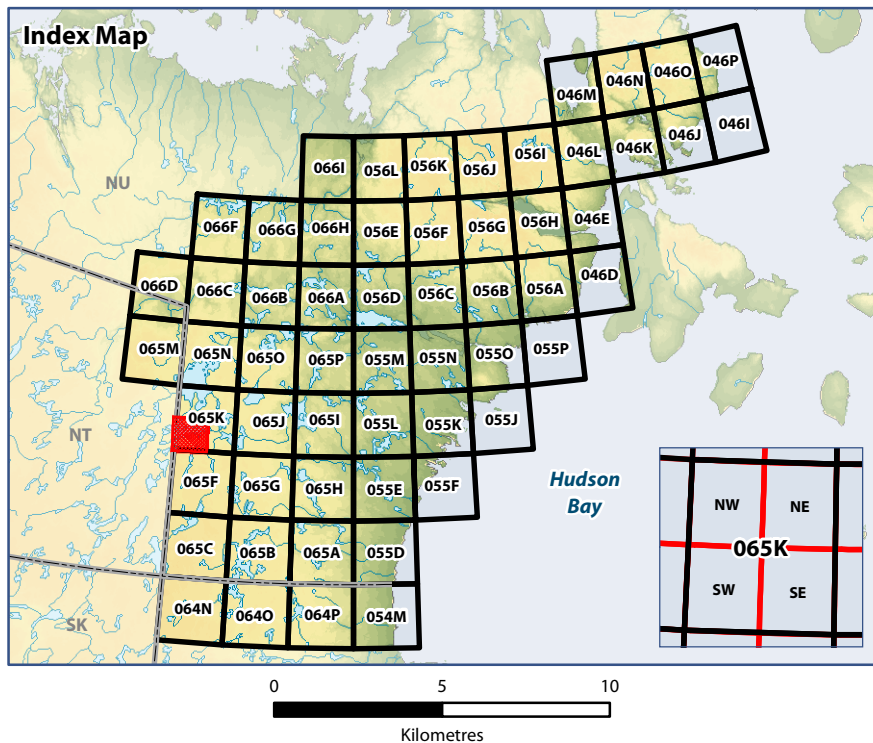 Index Map
046M 046N 046O 046P
066I 056L 056K 056J 056I 046L 046K 046J 046I
NU
066F 066G 066H 056E 056F 056G 056H 046E
066D 066C 066B 066A 056D 056C 056B 056A 046D
065M 065N 065O 065P 055M 055N 055O 055P
NT
065K 065J 065I 055L 055K 055J
065F 065G 065H 055E 055F
Hudson
Bay
NW NE
065K
SW SE
065C 065B 065A 055D
SK
064N 064O 064P 054M
0 5 10
Kilometres